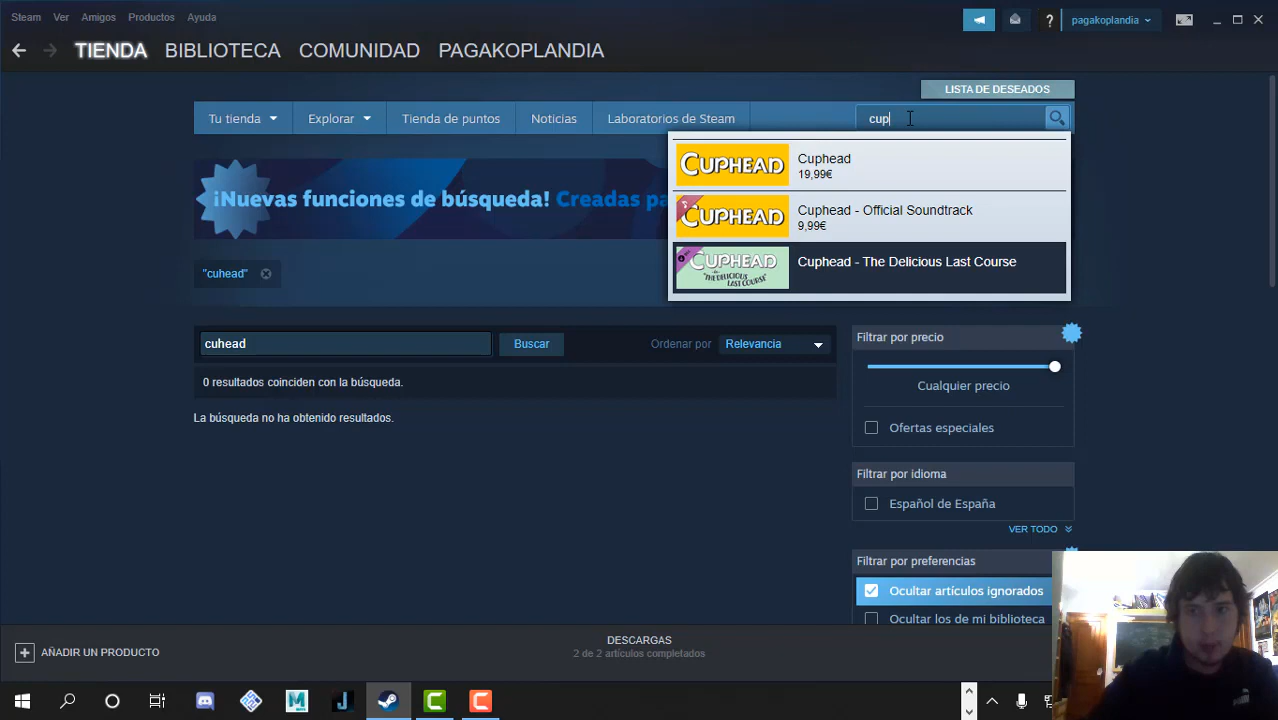 Steam Ver Amigos Productos Ayuda
? pagakoplandia
TIENDA BIBLIOTECA COMUNIDAD PAGAKOPLANDIA
LISTA DE DESEADOS
Tu tienda Explorar Tienda de puntos Noticias Laboratorios de Steam cup
CUPHEAD Cuphead
19,99€
¡Nuevas funciones de búsqueda! Creadas pa
CUPHEAD Cuphead - Official Soundtrack
9,99€
CUPHEAD Cuphead - The Delicious Last Course
"THE DELICIOUS
LAST COURSE"
"cuhead"
cuhead Buscar Ordenar por Relevancia
0 resultados coinciden con la búsqueda.
La búsqueda no ha obtenido resultados.
Filtrar por precio
Cualquier precio
Ofertas especiales
Filtrar por idioma
Español de España
VER TODO
Filtrar por preferencias
Ocultar artículos ignorados
Ocultar los de mi biblioteca
AÑADIR UN PRODUCTO
DESCARGAS
2 de 2 artículos completados